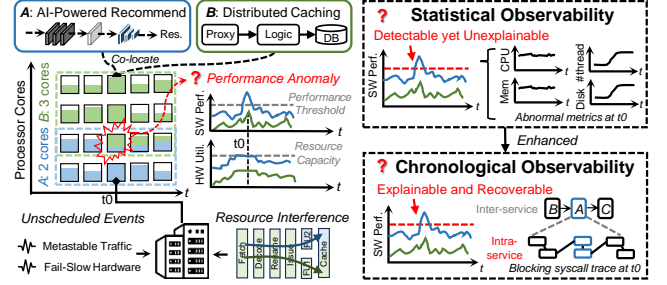 A: AI-Powered Recommend
Res.
B: Distributed Caching
Proxy
Logic
DB
Co-locate
Processor Cores
B: 3 cores
A: 2 cores
t
t0
? Performance Anomaly
SW Perf.
Performance
Threshold
t
t0
HW Util.
Resource
Capacity
t
Unscheduled Events
Metastable Traffic
Fail-Slow Hardware
Resource Interference
Fetch
Decode
Rename
Issue
FU1
FU2
Cache
? Statistical Observability
Detectable yet Unexplainable
SW Perf.
t
CPU
t
#thread
t
Mem
t
Disk
t
Abnormal metrics at t0
Enhanced
? Chronological Observability
Explainable and Recoverable
SW Perf.
t
Inter-service
B
A
C
Intra-
service
Blocking syscall trace at t0